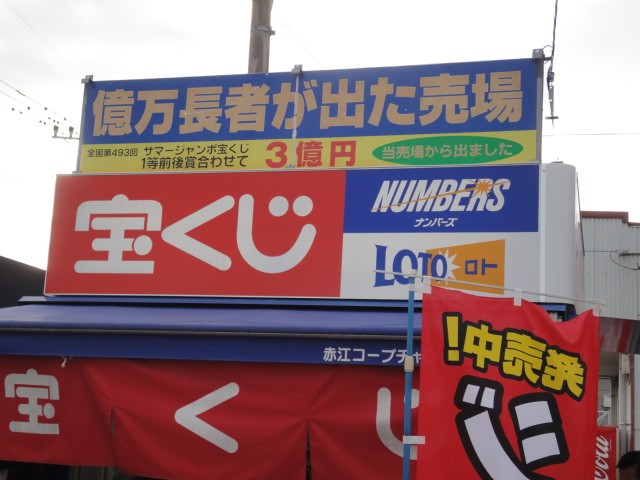 億万長者が出た売場
全国第493回 サマージャンボ宝くじ
1等前後賞合わせて 3億円 当売場から出ました
宝くじ
NUMBERS
ナンバーズ
LOTO ロト
赤江コープチャ
宝くじ
発売中!
ジ